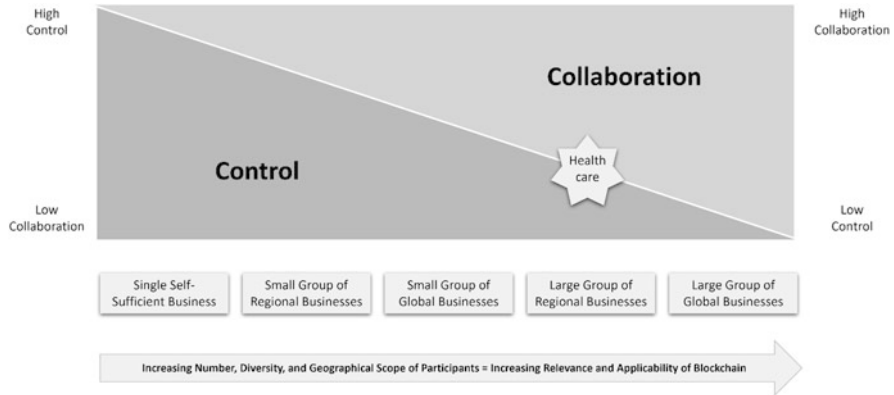 High
Control
High
Collaboration
Collaboration
Health
care
Control
Low
Collaboration
Low
Control
Single Self-
Sufficient Business
Small Group of
Regional Businesses
Small Group of
Global Businesses
Large Group of
Regional Businesses
Large Group of
Global Businesses
Increasing Number, Diversity, and Geographical Scope of Participants = Increasing Relevance and Applicability of Blockchain